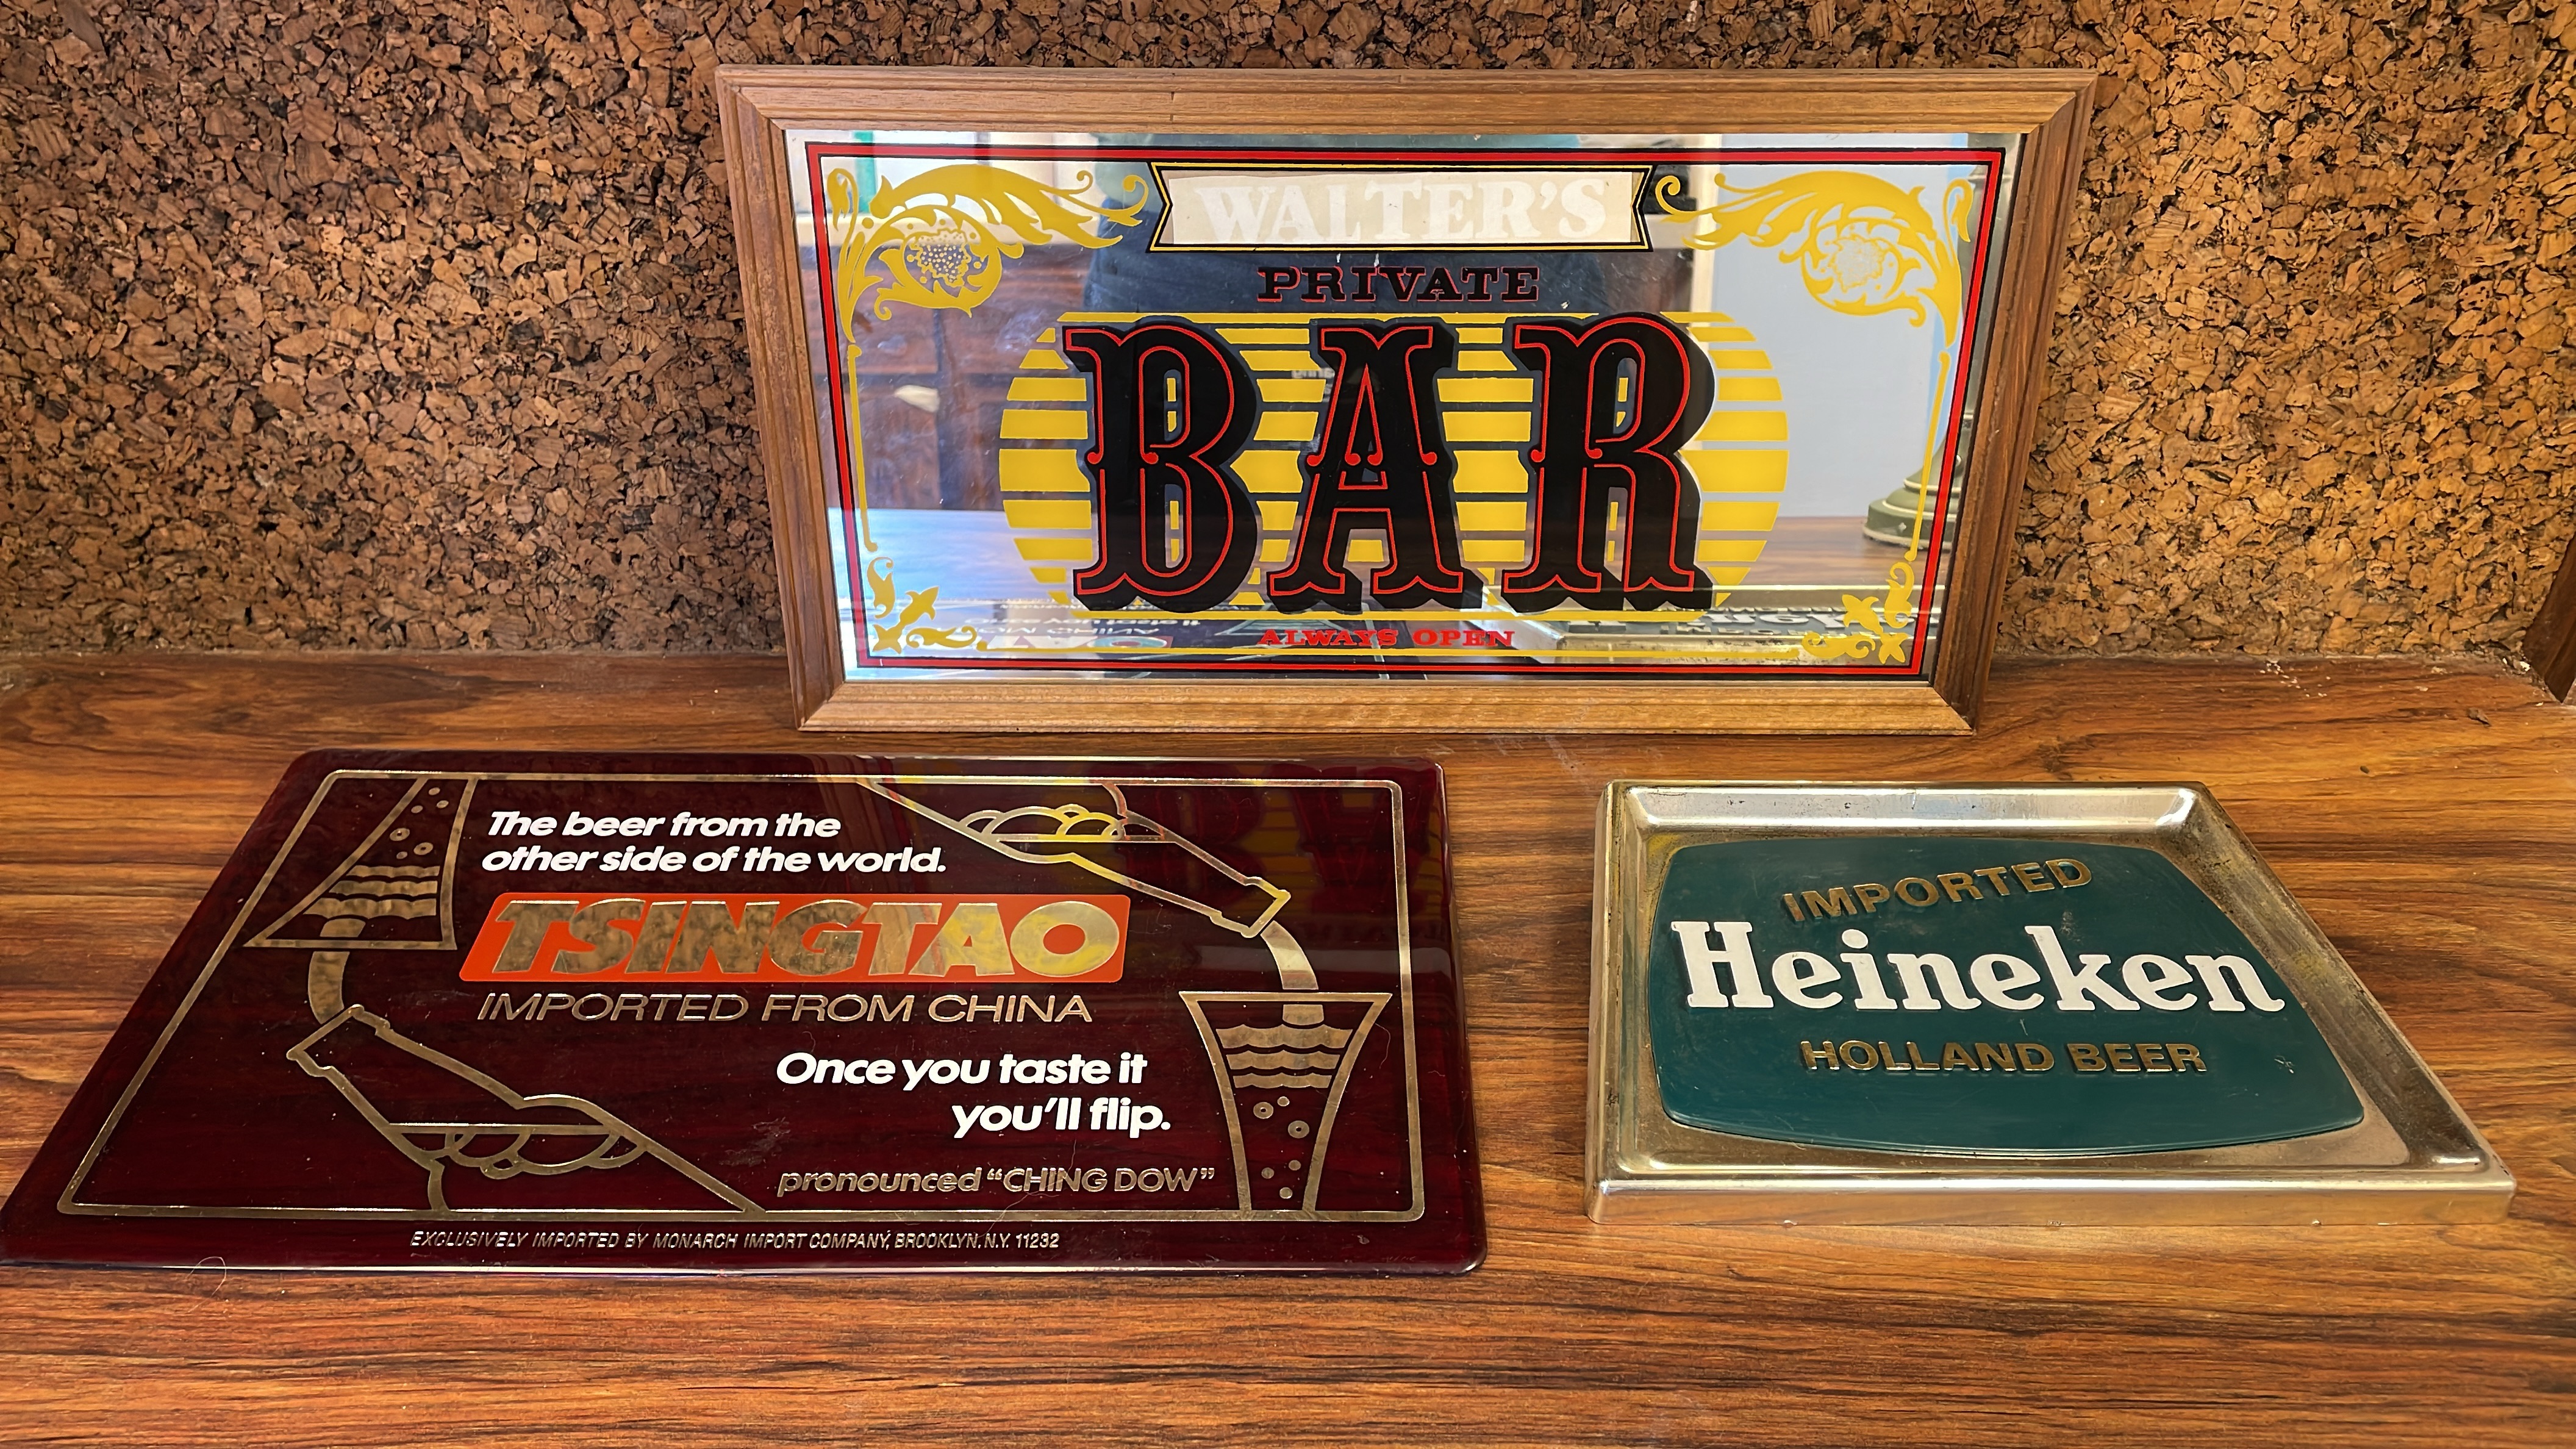 WALTER'S
PRIVATE
BAR
ALWAYS OPEN
The beer from the
other side of the world.
TSINGTAO
IMPORTED FROM CHINA
Once you taste it
you'll flip.
pronounced “CHING DOW”
EXCLUSIVELY IMPORTED BY MONARCH IMPORT COMPANY, BROOKLYN, N.Y. 11232
IMPORTED
Heineken
HOLLAND BEER